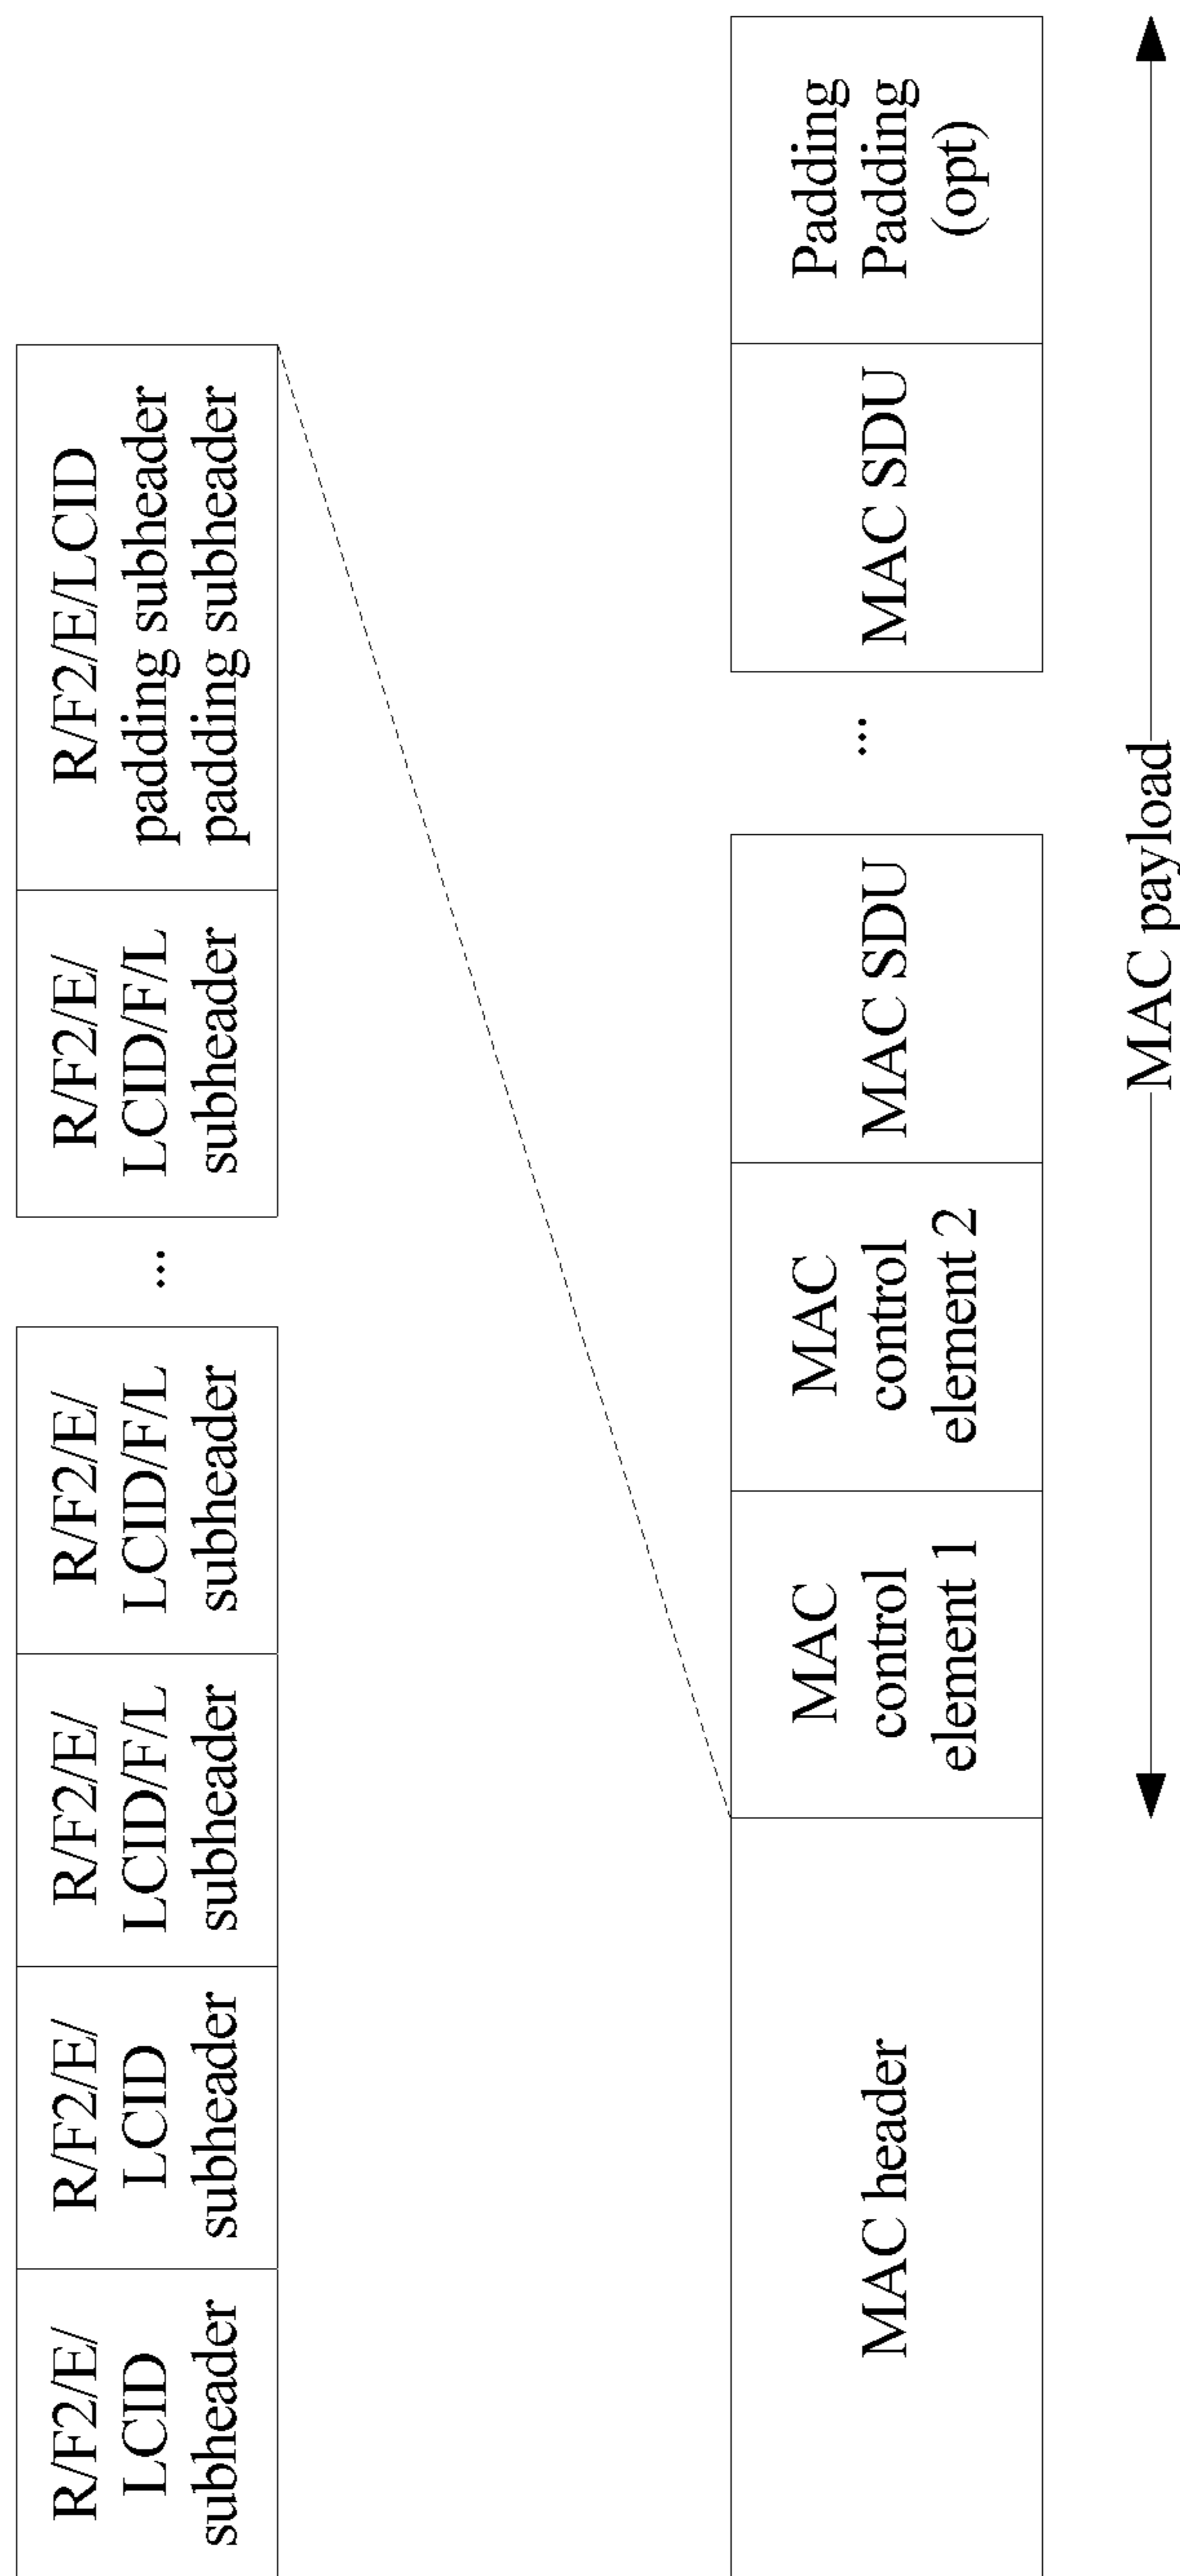 R/F2/E/
LCID
subheader
R/F2/E/
LCID
subheader
R/F2/E/
LCID/F/L
subheader
R/F2/E/
LCID/F/L
subheader
...
R/F2/E/
LCID/F/L
subheader
R/F2/E/LCID
padding subheader
padding subheader
MAC header
MAC
control
element 1
MAC
control
element 2
MAC SDU
...
MAC SDU
Padding
Padding
(opt)
MAC payload